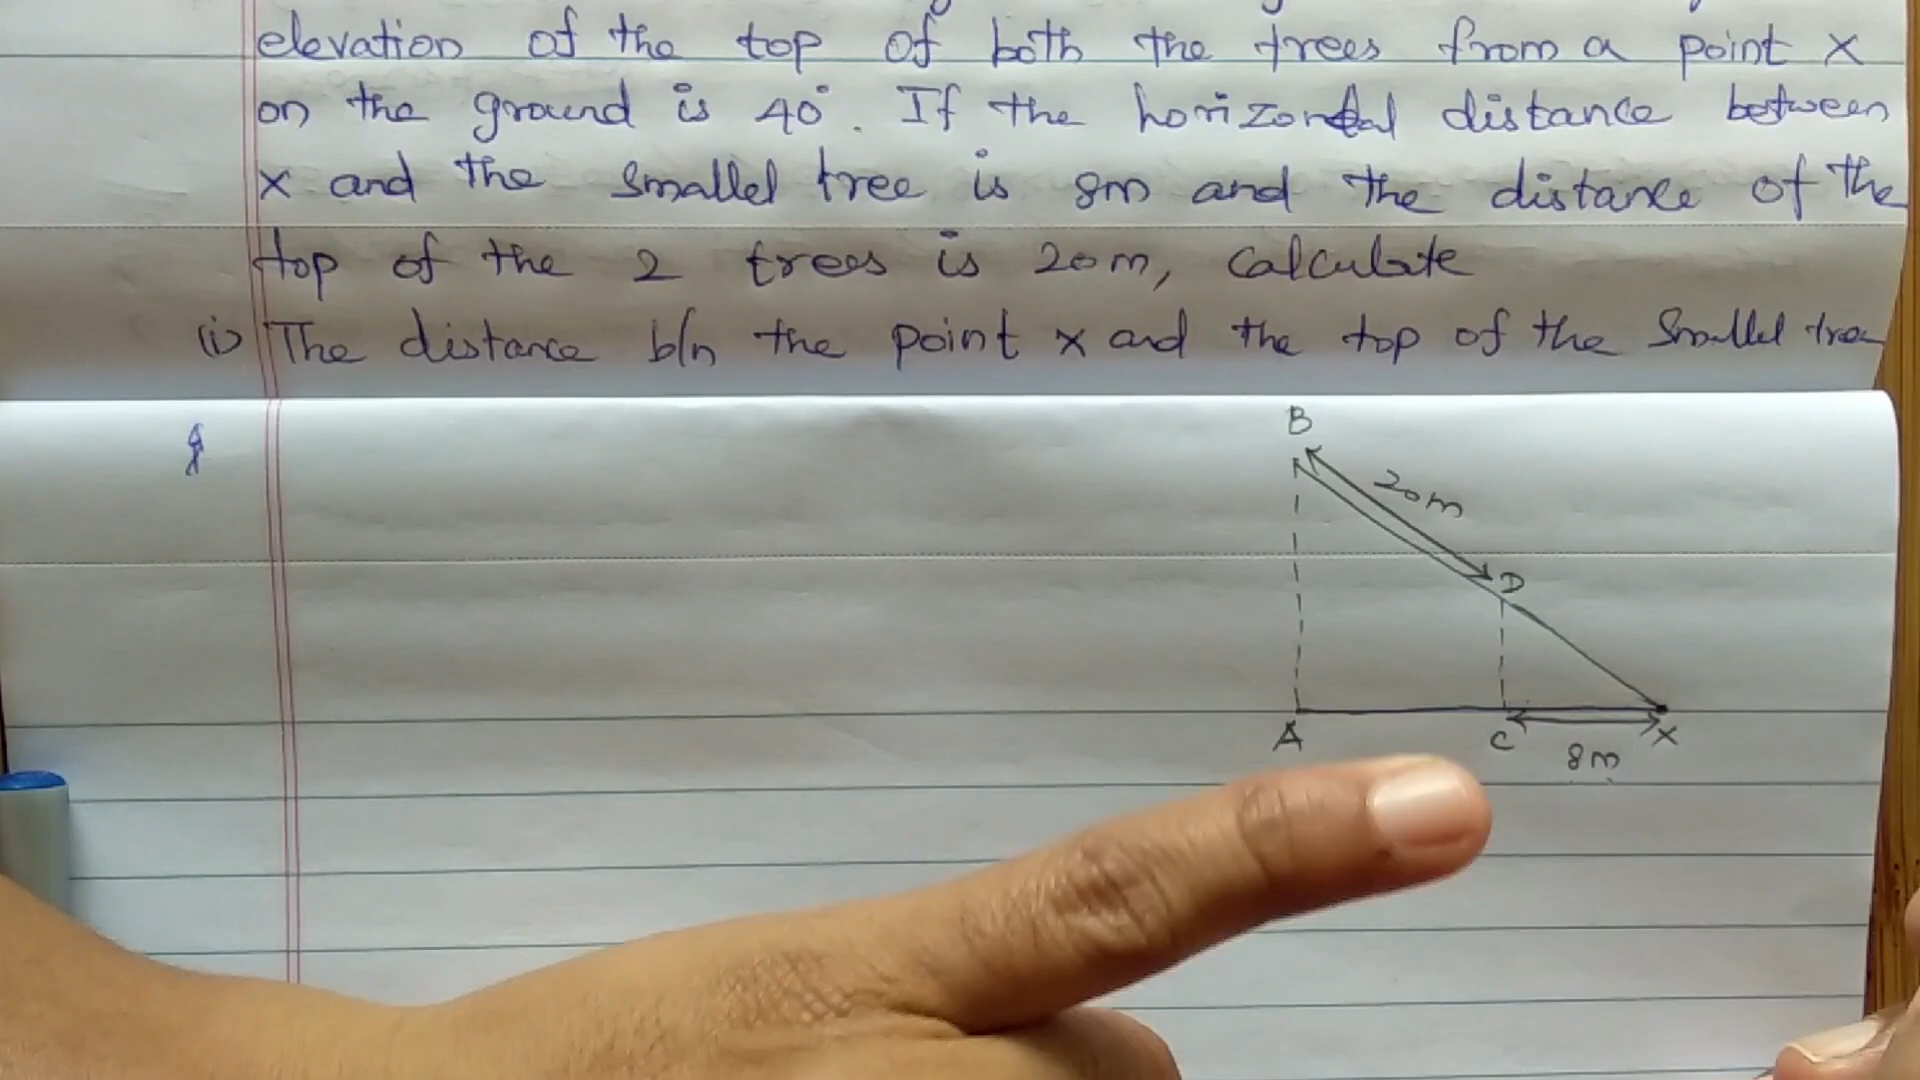 elevation of the top of both the trees from a point X
on the ground is 40°. If the horizontal distance between
X and the smaller tree is 8m and the distance of the
top of the 2 trees is 20m, calculate
(i) The distance b/n the point X and the top of the smaller tree
B
20m
D
A
C
8m
X